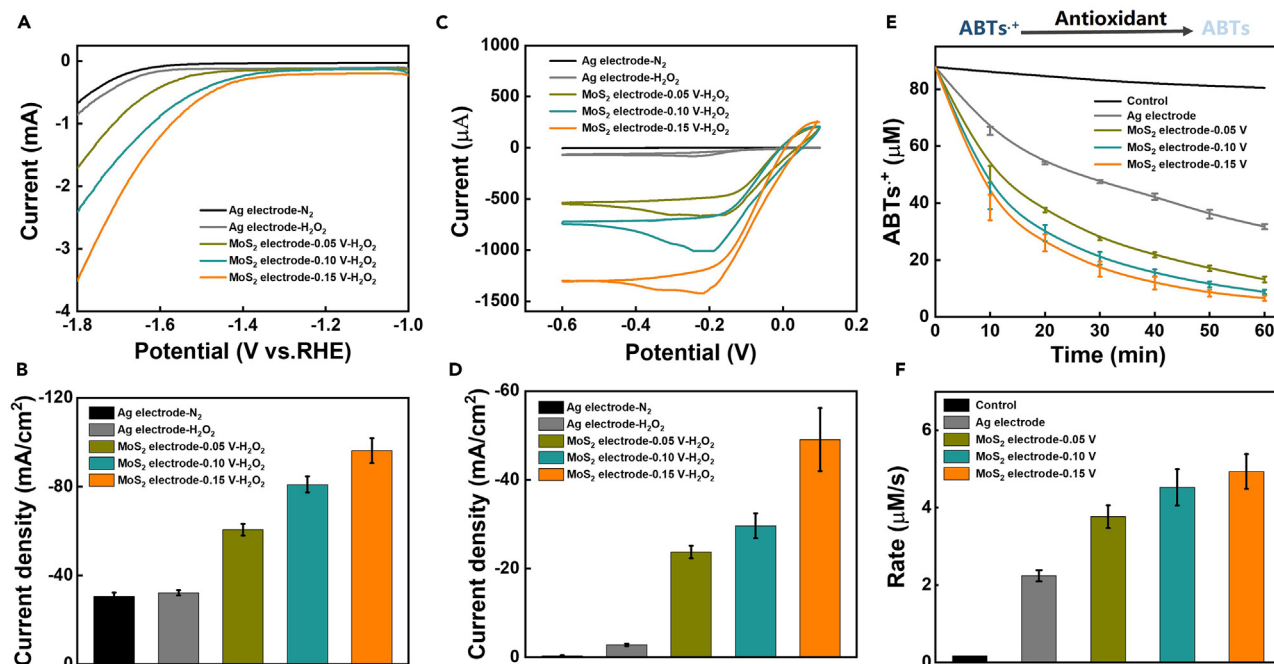 A
0
-1
-2
-3
-4
Current (mA)
Ag electrode-N₂
Ag electrode-H₂O₂
MoS₂ electrode-0.05 V-H₂O₂
MoS₂ electrode-0.10 V-H₂O₂
MoS₂ electrode-0.15 V-H₂O₂
-1.8 -1.6 -1.4 -1.2 -1.0
Potential (V vs.RHE)
B
-120
-80
-40
0
Current density (mA/cm²)
Ag electrode-N₂
Ag electrode-H₂O₂
MoS₂ electrode-0.05 V-H₂O₂
MoS₂ electrode-0.10 V-H₂O₂
MoS₂ electrode-0.15 V-H₂O₂
C
1000
500
0
-500
-1000
-1500
Current (μA)
Ag electrode-N₂
Ag electrode-H₂O₂
MoS₂ electrode-0.05 V-H₂O₂
MoS₂ electrode-0.10 V-H₂O₂
MoS₂ electrode-0.15 V-H₂O₂
-0.6 -0.4 -0.2 0.0 0.2
Potential (V)
D
-60
-40
-20
0
Current density (mA/cm²)
Ag electrode-N₂
Ag electrode-H₂O₂
MoS₂ electrode-0.05 V-H₂O₂
MoS₂ electrode-0.10 V-H₂O₂
MoS₂ electrode-0.15 V-H₂O₂
E
ABTs·+ Antioxidant ABTs
80
60
40
20
0
ABTs·+ (μM)
Control
Ag electrode
MoS₂ electrode-0.05 V
MoS₂ electrode-0.10 V
MoS₂ electrode-0.15 V
0 10 20 30 40 50 60
Time (min)
F
6
4
2
0
Rate (μM/s)
Control
Ag electrode
MoS₂ electrode-0.05 V
MoS₂ electrode-0.10 V
MoS₂ electrode-0.15 V